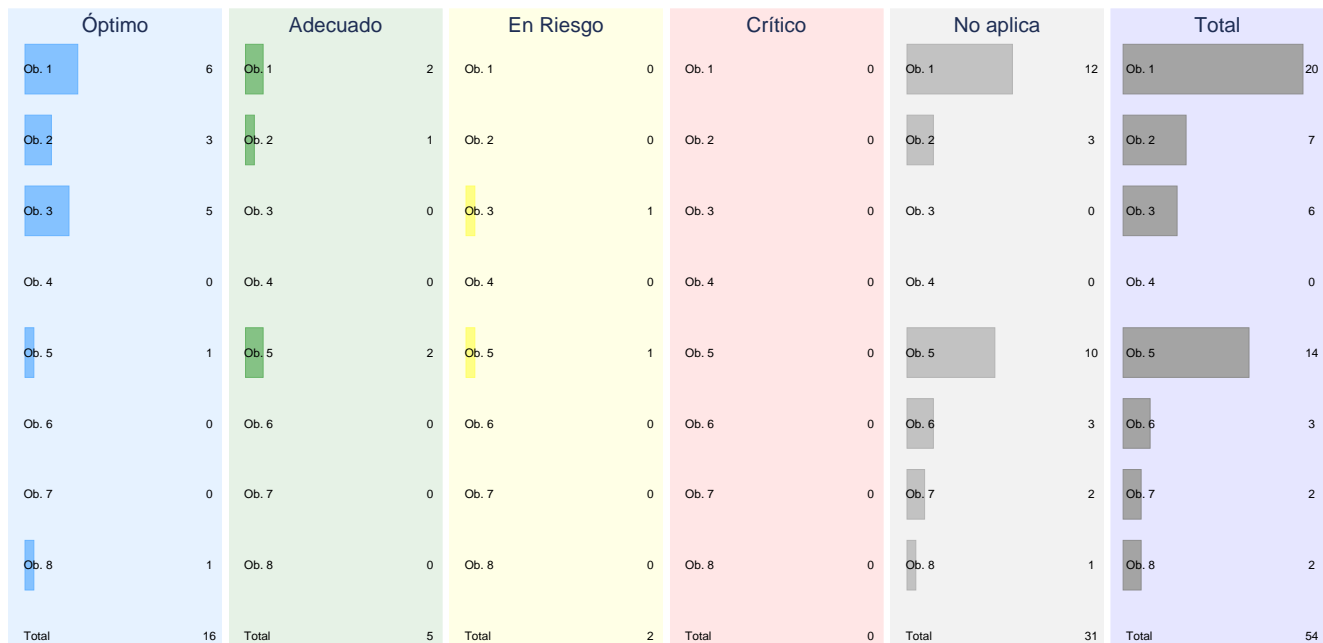 Óptimo Adecuado En Riesgo Crítico No aplica Total
Ob. 1 6 Ob. 1 2 Ob. 1 0 Ob. 1 0 Ob. 1 12 Ob. 1 20
Ob. 2 3 Ob. 2 1 Ob. 2 0 Ob. 2 0 Ob. 2 3 Ob. 2 7
Ob. 3 5 Ob. 3 0 Ob. 3 1 Ob. 3 0 Ob. 3 0 Ob. 3 6
Ob. 4 0 Ob. 4 0 Ob. 4 0 Ob. 4 0 Ob. 4 0 Ob. 4 0
Ob. 5 1 Ob. 5 2 Ob. 5 1 Ob. 5 0 Ob. 5 10 Ob. 5 14
Ob. 6 0 Ob. 6 0 Ob. 6 0 Ob. 6 0 Ob. 6 3 Ob. 6 3
Ob. 7 0 Ob. 7 0 Ob. 7 0 Ob. 7 0 Ob. 7 2 Ob. 7 2
Ob. 8 1 Ob. 8 0 Ob. 8 0 Ob. 8 0 Ob. 8 1 Ob. 8 2
Total 16 Total 5 Total 2 Total 0 Total 31 Total 54